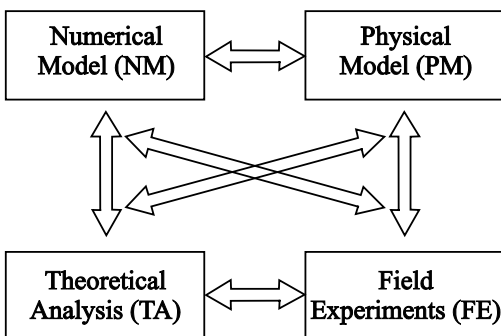 Numerical
Model (NM)
Physical
Model (PM)
Theoretical
Analysis (TA)
Field
Experiments (FE)